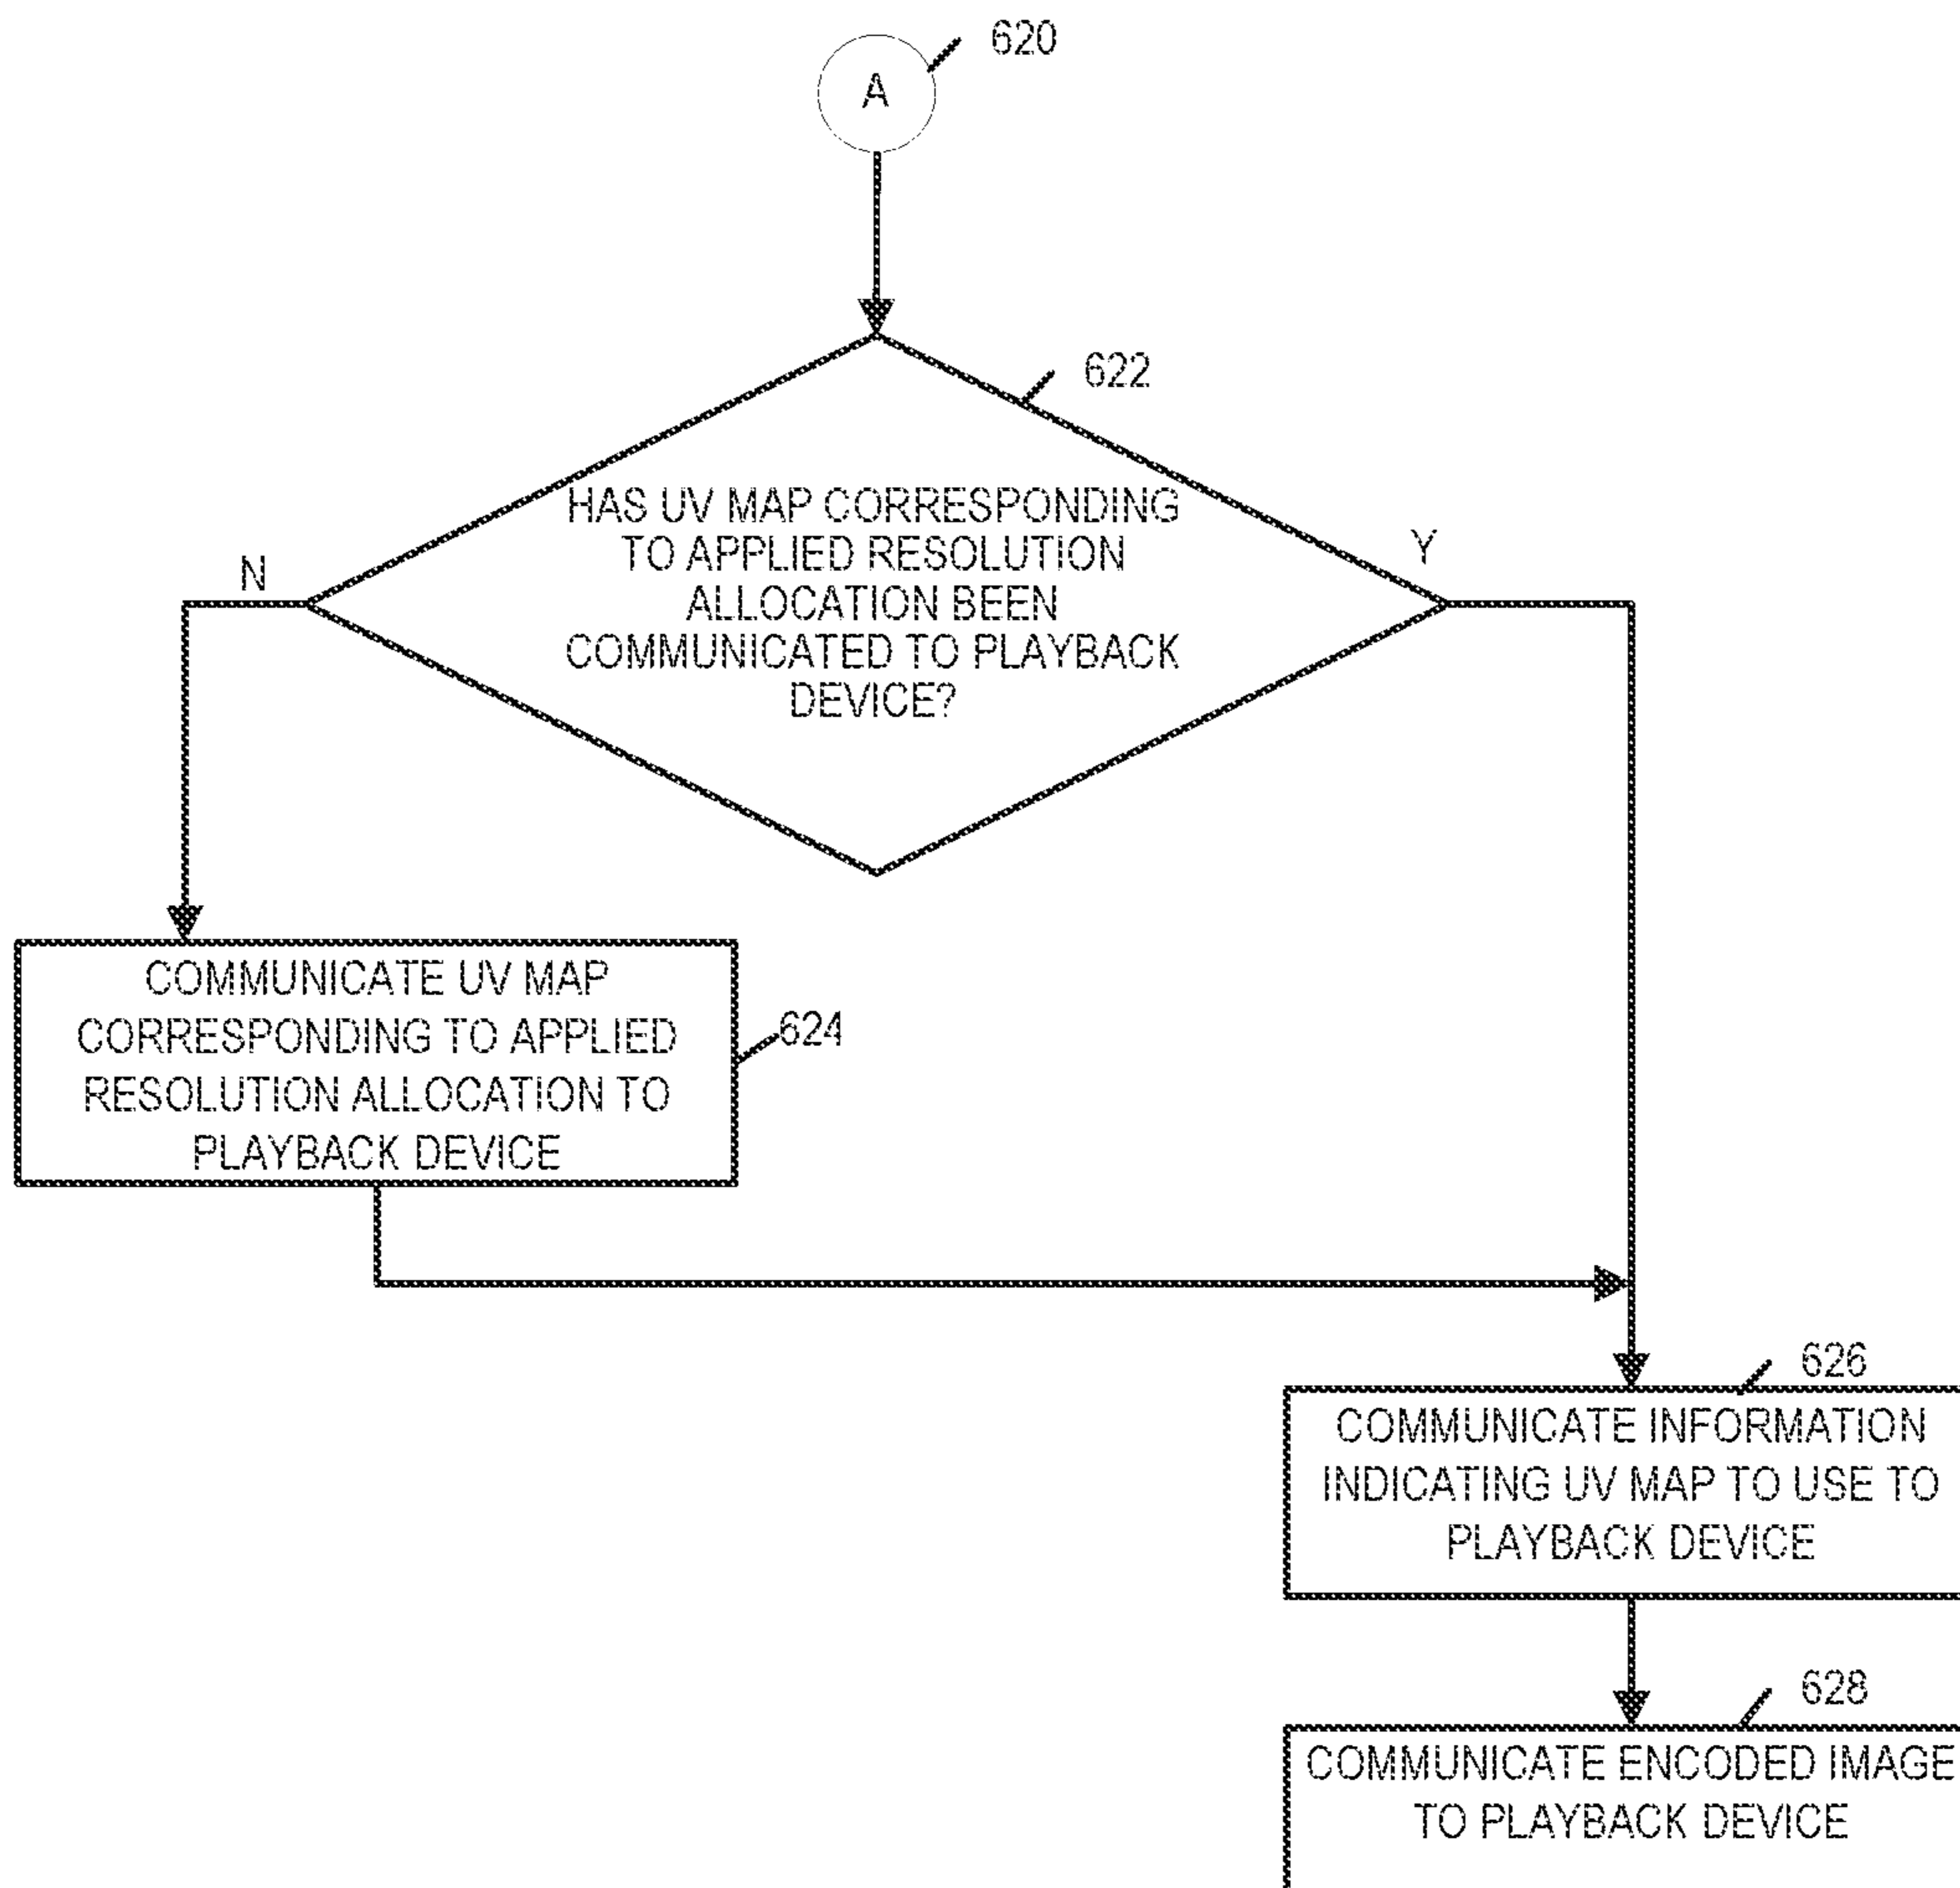 620
A
622
HAS UV MAP CORRESPONDING
TO APPLIED RESOLUTION
ALLOCATION BEEN
COMMUNICATED TO PLAYBACK
DEVICE?
N
Y
COMMUNICATE UV MAP
CORRESPONDING TO APPLIED
RESOLUTION ALLOCATION TO
PLAYBACK DEVICE
624
626
COMMUNICATE INFORMATION
INDICATING UV MAP TO USE TO
PLAYBACK DEVICE
628
COMMUNICATE ENCODED IMAGE
TO PLAYBACK DEVICE